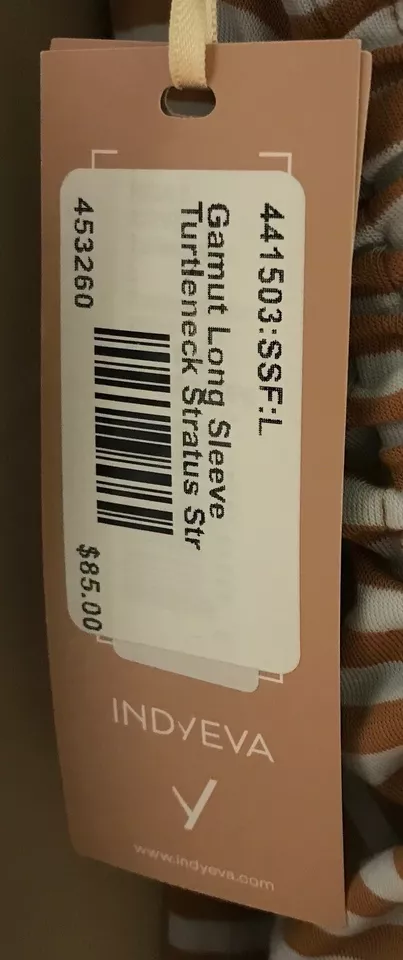 441503:SSF:L
Gamut Long Sleeve
Turtleneck Stratus Str
453260
$85.00
INDYEVA
www.indyeva.com